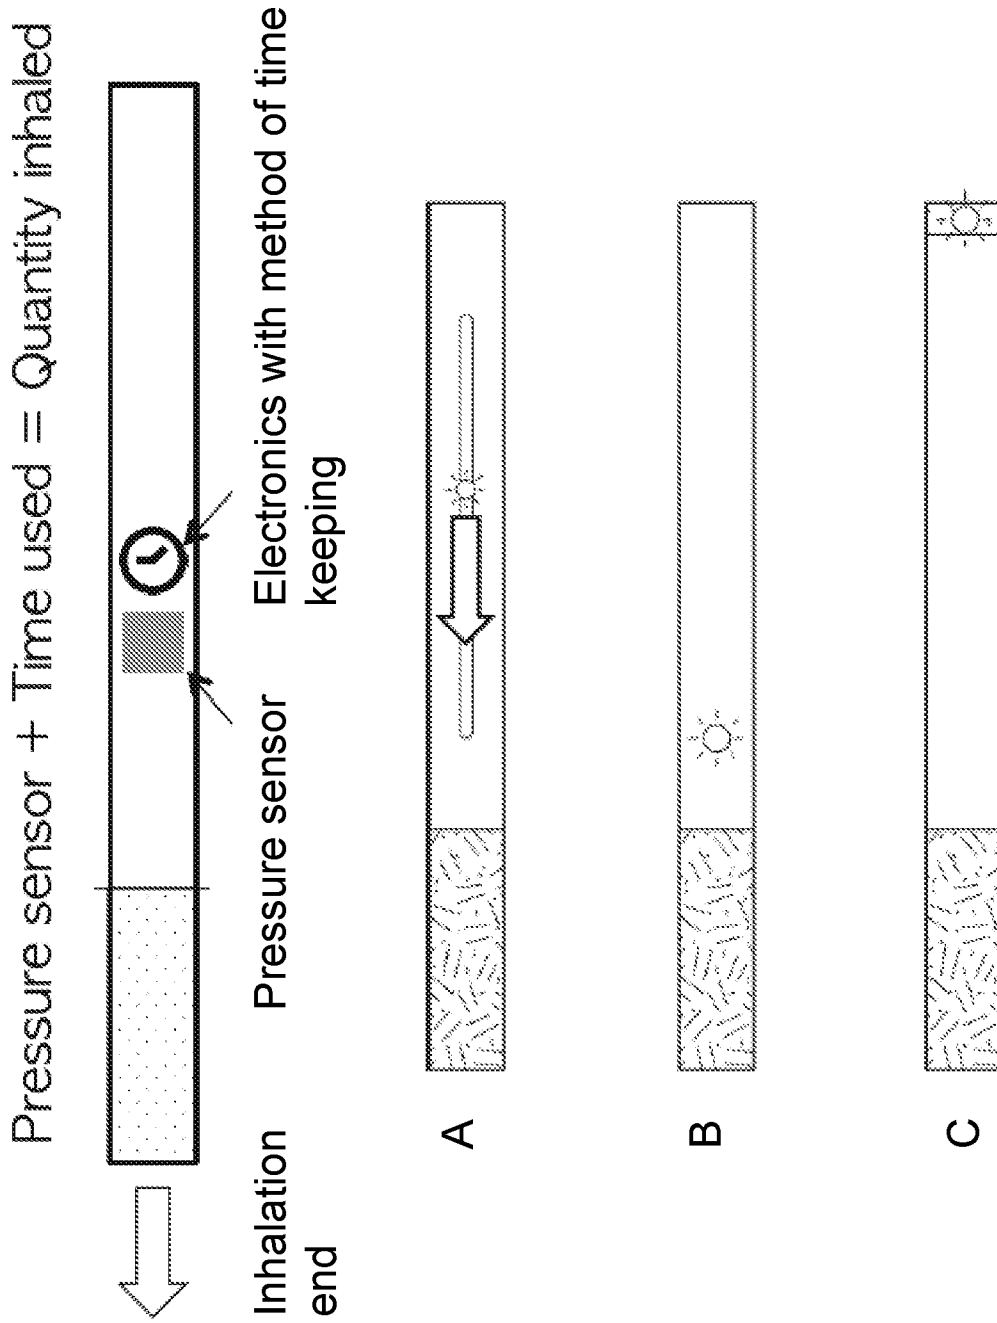 Pressure sensor + Time used = Quantity inhaled
Inhalation
end
Pressure sensor
Electronics with method of time
keeping
A
B
C